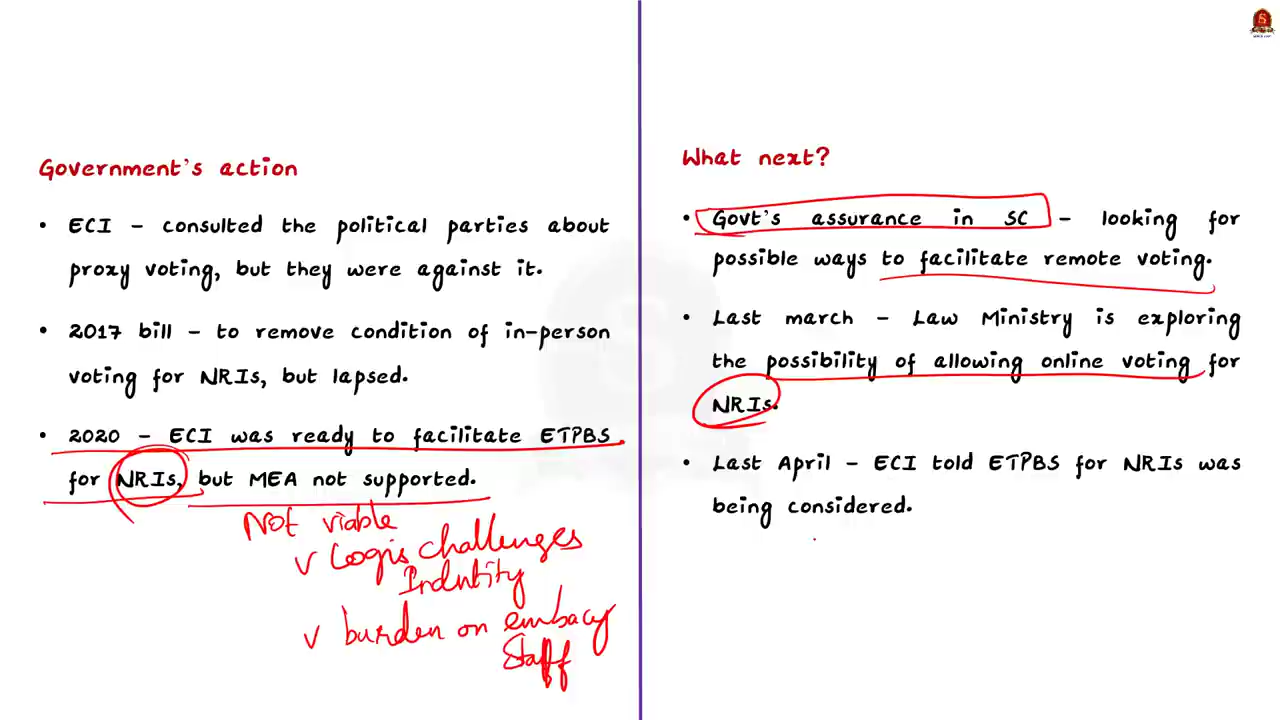 Government's action
• ECI - consulted the political parties about
proxy voting, but they were against it.
• 2017 bill - to remove condition of in-person
voting for NRIs, but lapsed.
• 2020 - ECI was ready to facilitate ETPBS
for NRIs, but MEA not supported.
Not viable
v Logis challenges
Indntity
v burden on embacy
Staff
What next?
• Govt's assurance in SC - looking for
possible ways to facilitate remote voting.
• Last march - Law Ministry is exploring
the possibility of allowing online voting for
NRIs.
• Last April - ECI told ETPBS for NRIs was
being considered.